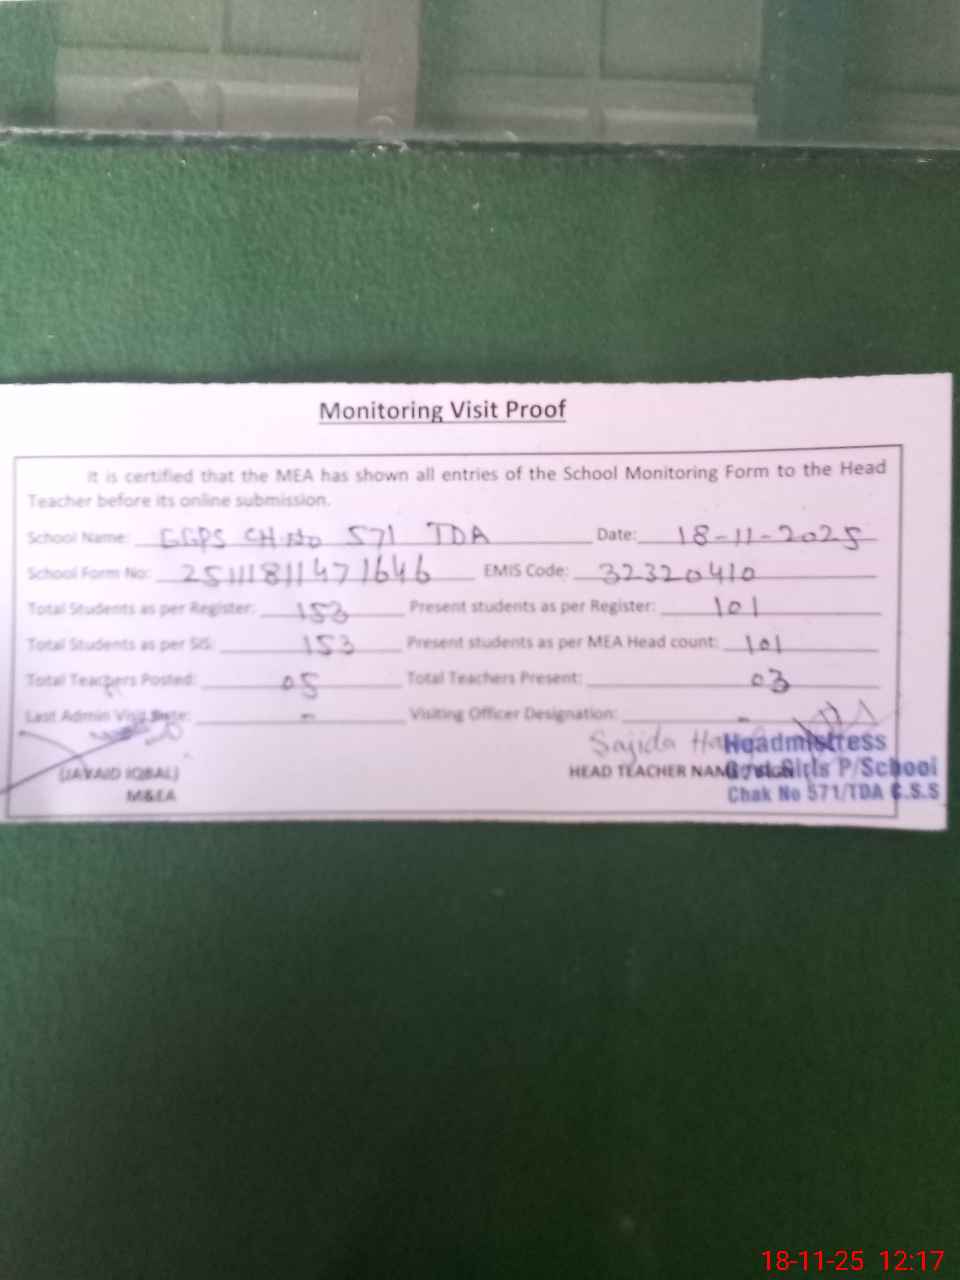 Monitoring Visit Proof
It is certified that the MEA has shown all entries of the School Monitoring Form to the Head
Teacher before its online submission.
School Name: GGPS CH.No 571 TDA Date: 18-11-2025
School Form No: EMIS Code: 32320410
Total Students as per Register: 153 Present students as per Register: 101
Total Students as per SIS: 153 Present students as per MEA Head count: 101
Total Teachers Posted: 05 Total Teachers Present: 03
Last Admin Visit Date: - Visiting Officer Designation: -
Sajida Headmistress
(JAVAID IQBAL) HEAD TEACHER NAME Govt Girls P/School
M&EA Chak No 571/TDA C.S.S
18-11-25 12:17